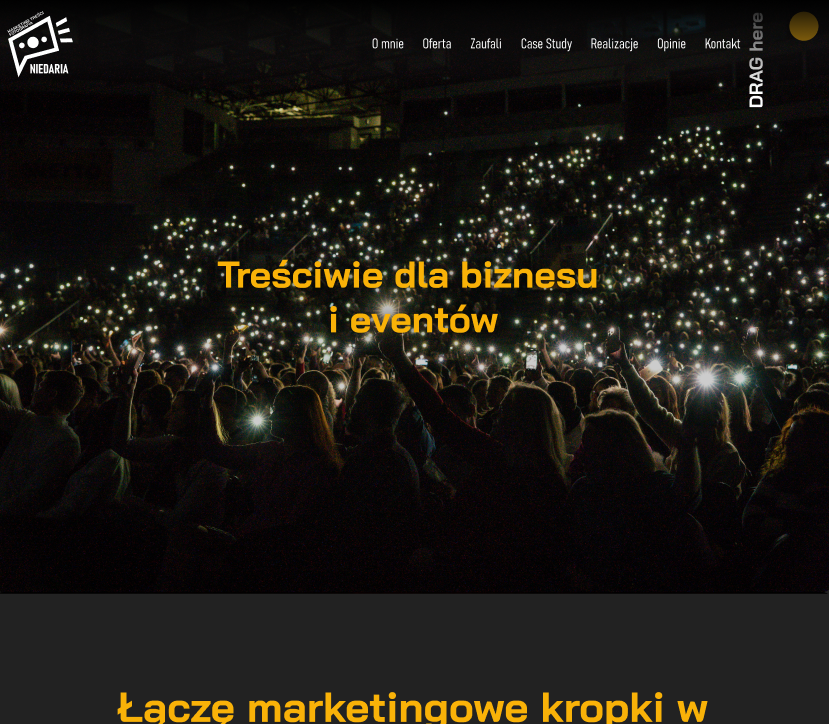 NIEDARIA
O mnie Oferta Zaufali Case Study Realizacje Opinie Kontakt
DRAG here
Treściwie dla biznesu
i eventów
Łączę marketingowe kropki w